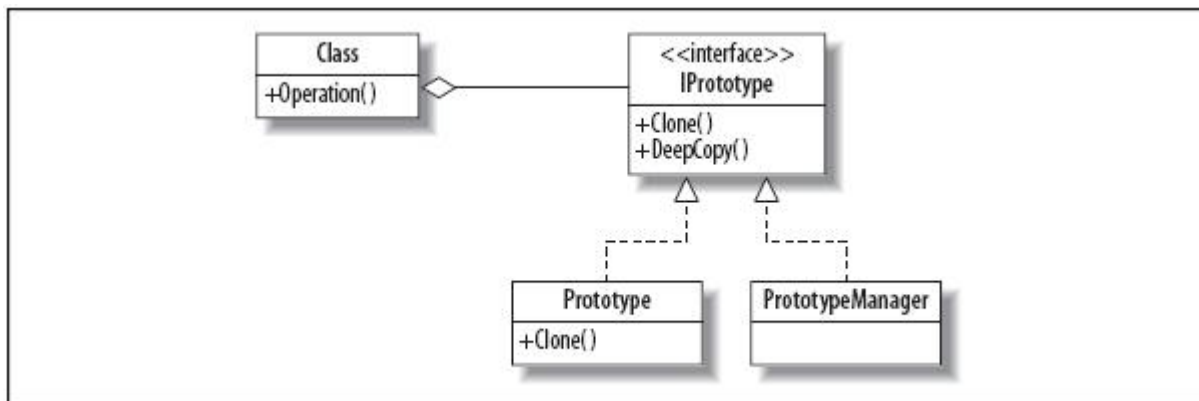 Class
+Operation()
<<interface>>
IPrototype
+Clone()
+DeepCopy()
Prototype
+Clone()
PrototypeManager